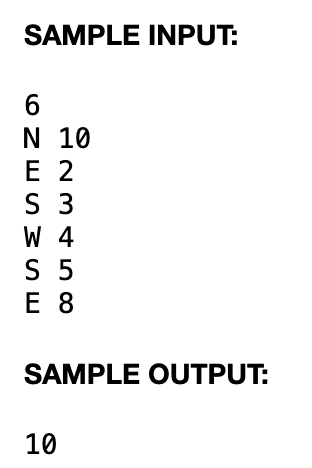 SAMPLE INPUT:
6
N 10
E 2
S 3
W 4
S 5
E 8
SAMPLE OUTPUT:
10